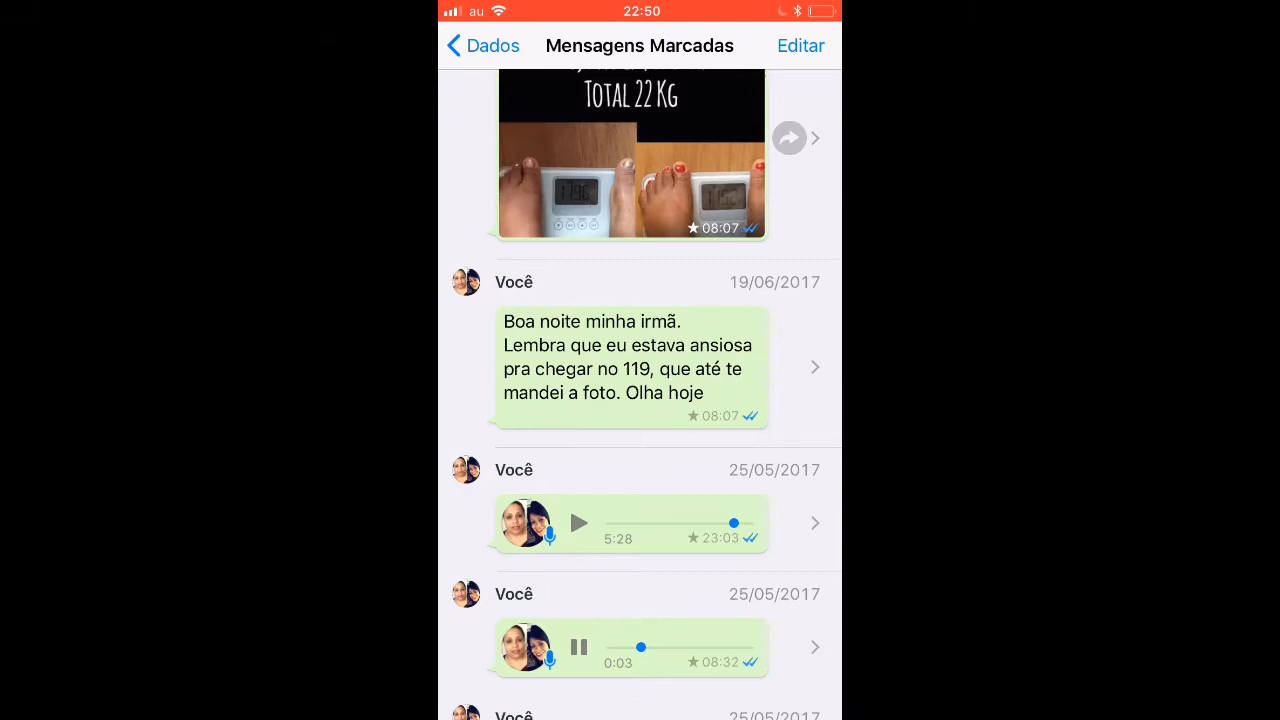 au 22:50
Dados Mensagens Marcadas Editar
TOTAL 22 KG
08:07
Você 19/06/2017
Boa noite minha irmã.
Lembra que eu estava ansiosa
pra chegar no 119, que até te
mandei a foto. Olha hoje
08:07
Você 25/05/2017
5:28 23:03
Você 25/05/2017
0:03 08:32
Você 25/05/2017